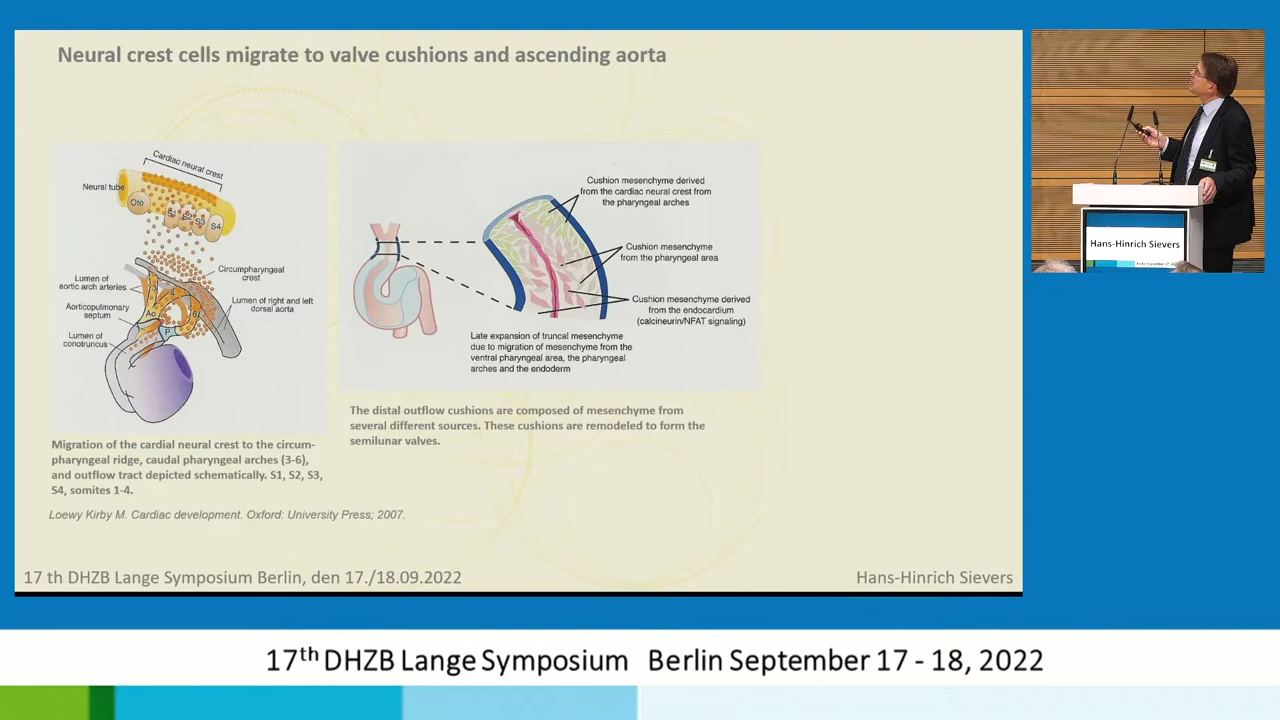 Neural crest cells migrate to valve cushions and ascending aorta
Cardiac neural crest
Neural tube
Oto
S1
S2
S3
S4
Circumpharyngeal
crest
Lumen of
aortic arch arteries
Lumen of right and left
dorsal aorta
Aorticopulmonary
septum
Lumen of
conotruncus
4
6
Ao
P
Migration of the cardial neural crest to the circum-
pharyngeal ridge, caudal pharyngeal arches (3-6),
and outflow tract depicted schematically. S1, S2, S3,
S4, somites 1-4.
Loewy Kirby M. Cardiac development. Oxford: University Press; 2007.
Cushion mesenchyme derived
from the cardiac neural crest from
the pharyngeal arches
Cushion mesenchyme
from the pharyngeal area
Cushion mesenchyme derived
from the endocardium
(calcineurin/NFAT signaling)
Late expansion of truncal mesenchyme
due to migration of mesenchyme from the
ventral pharyngeal area, the pharyngeal
arches and the endoderm
The distal outflow cushions are composed of mesenchyme from
several different sources. These cushions are remodeled to form the
semilunar valves.
17 th DHZB Lange Symposium Berlin, den 17./18.09.2022
Hans-Hinrich Sievers
Hans-Hinrich Sievers
17th DHZB Lange Symposium Berlin September 17 - 18, 2022